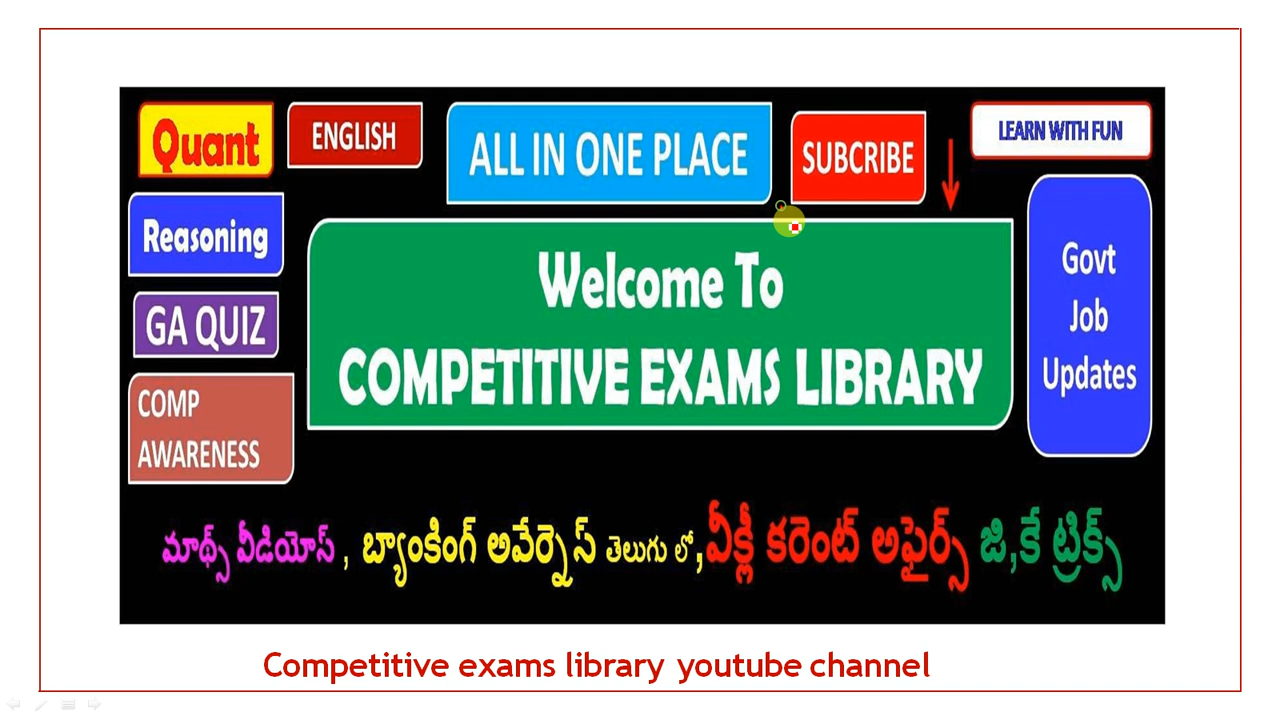 Quant
ENGLISH
ALL IN ONE PLACE
SUBCRIBE
LEARN WITH FUN
Reasoning
GA QUIZ
COMP
AWARENESS
Welcome To
COMPETITIVE EXAMS LIBRARY
Govt
Job
Updates
మాథ్స్ వీడియోస్ , బ్యాంకింగ్ అవేర్నెస్ తెలుగు లో,వీక్లీ కరెంట్ అఫైర్స్ జి,కే ట్రిక్స్
Competitive exams library youtube channel